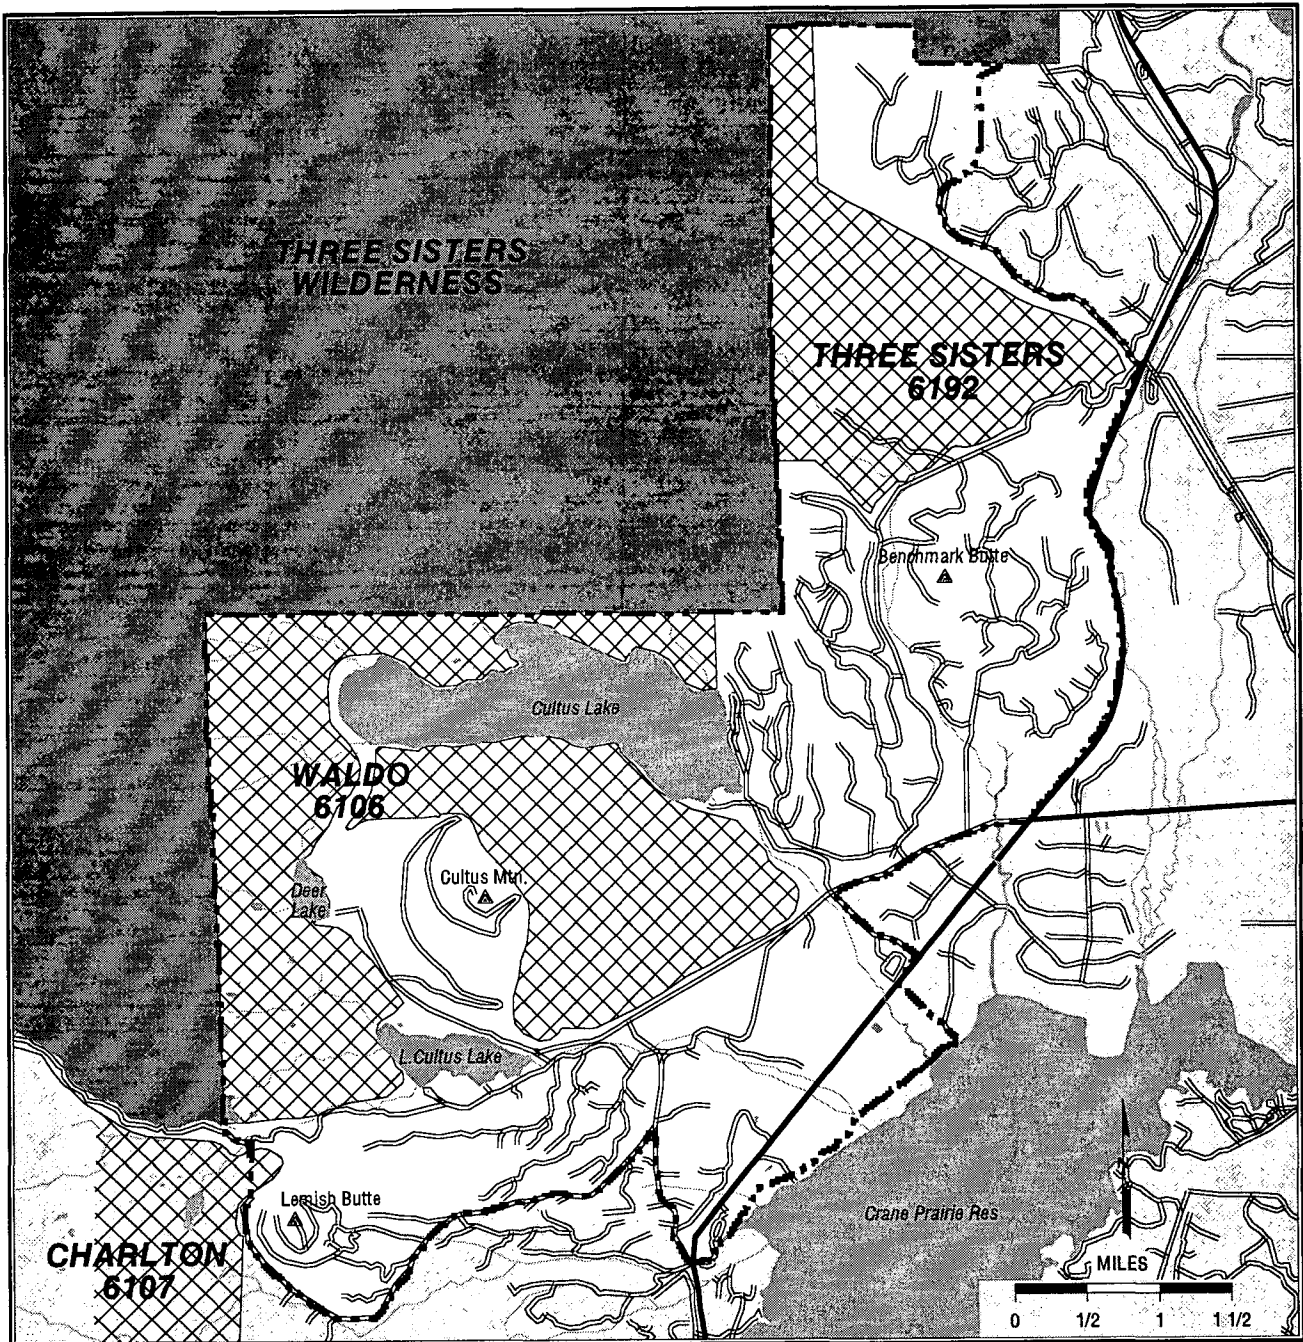 THREE SISTERS
WILDERNESS
THREE SISTERS
6192
Benchmark Butte
Cultus Lake
WALDO
6106
Cultus Mtn.
Deer
Lake
L. Cultus Lake
Lemish Butte
Crane Prairie Res
CHARLTON
6107
MILES
0 1/2 1 1 1/2